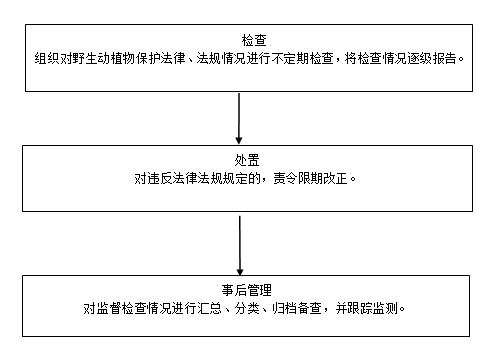 检查
组织对野生动植物保护法律、法规情况进行不定期检查，将检查情况逐级报告。
处置
对违反法律法规规定的，责令限期改正。
事后管理
对监督检查情况进行汇总、分类、归档备查，并跟踪监测。